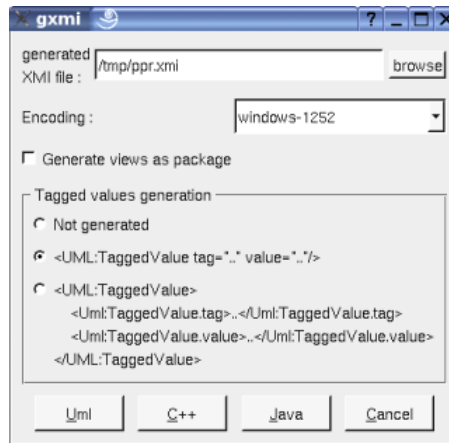 gxmi
generated
XMI file :
/tmp/ppr.xmi
browse
Encoding :
windows-1252
Generate views as package
Tagged values generation
Not generated
<UML:TaggedValue tag=".." value=".."/>
<UML:TaggedValue>
<Uml:TaggedValue.tag>..</Uml:TaggedValue.tag>
<Uml:TaggedValue.value>..</Uml:TaggedValue.value>
</UML:TaggedValue>
Uml
C++
Java
Cancel